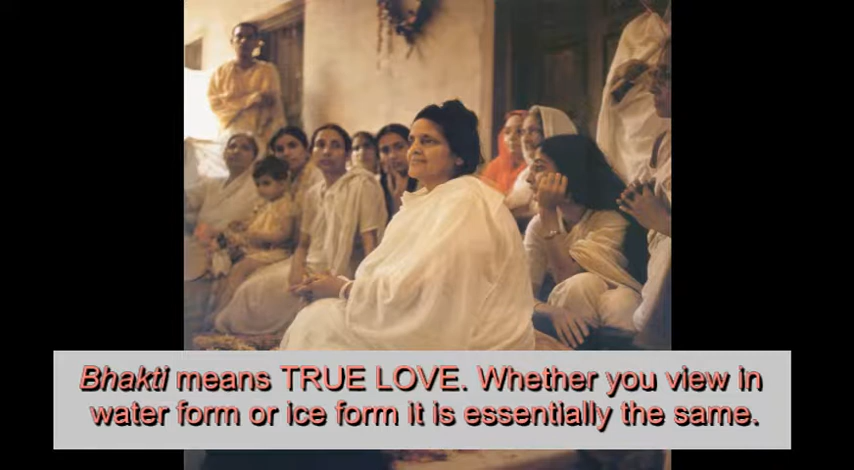 Bhakti means TRUE LOVE. Whether you view in
water form or ice form it is essentially the same.